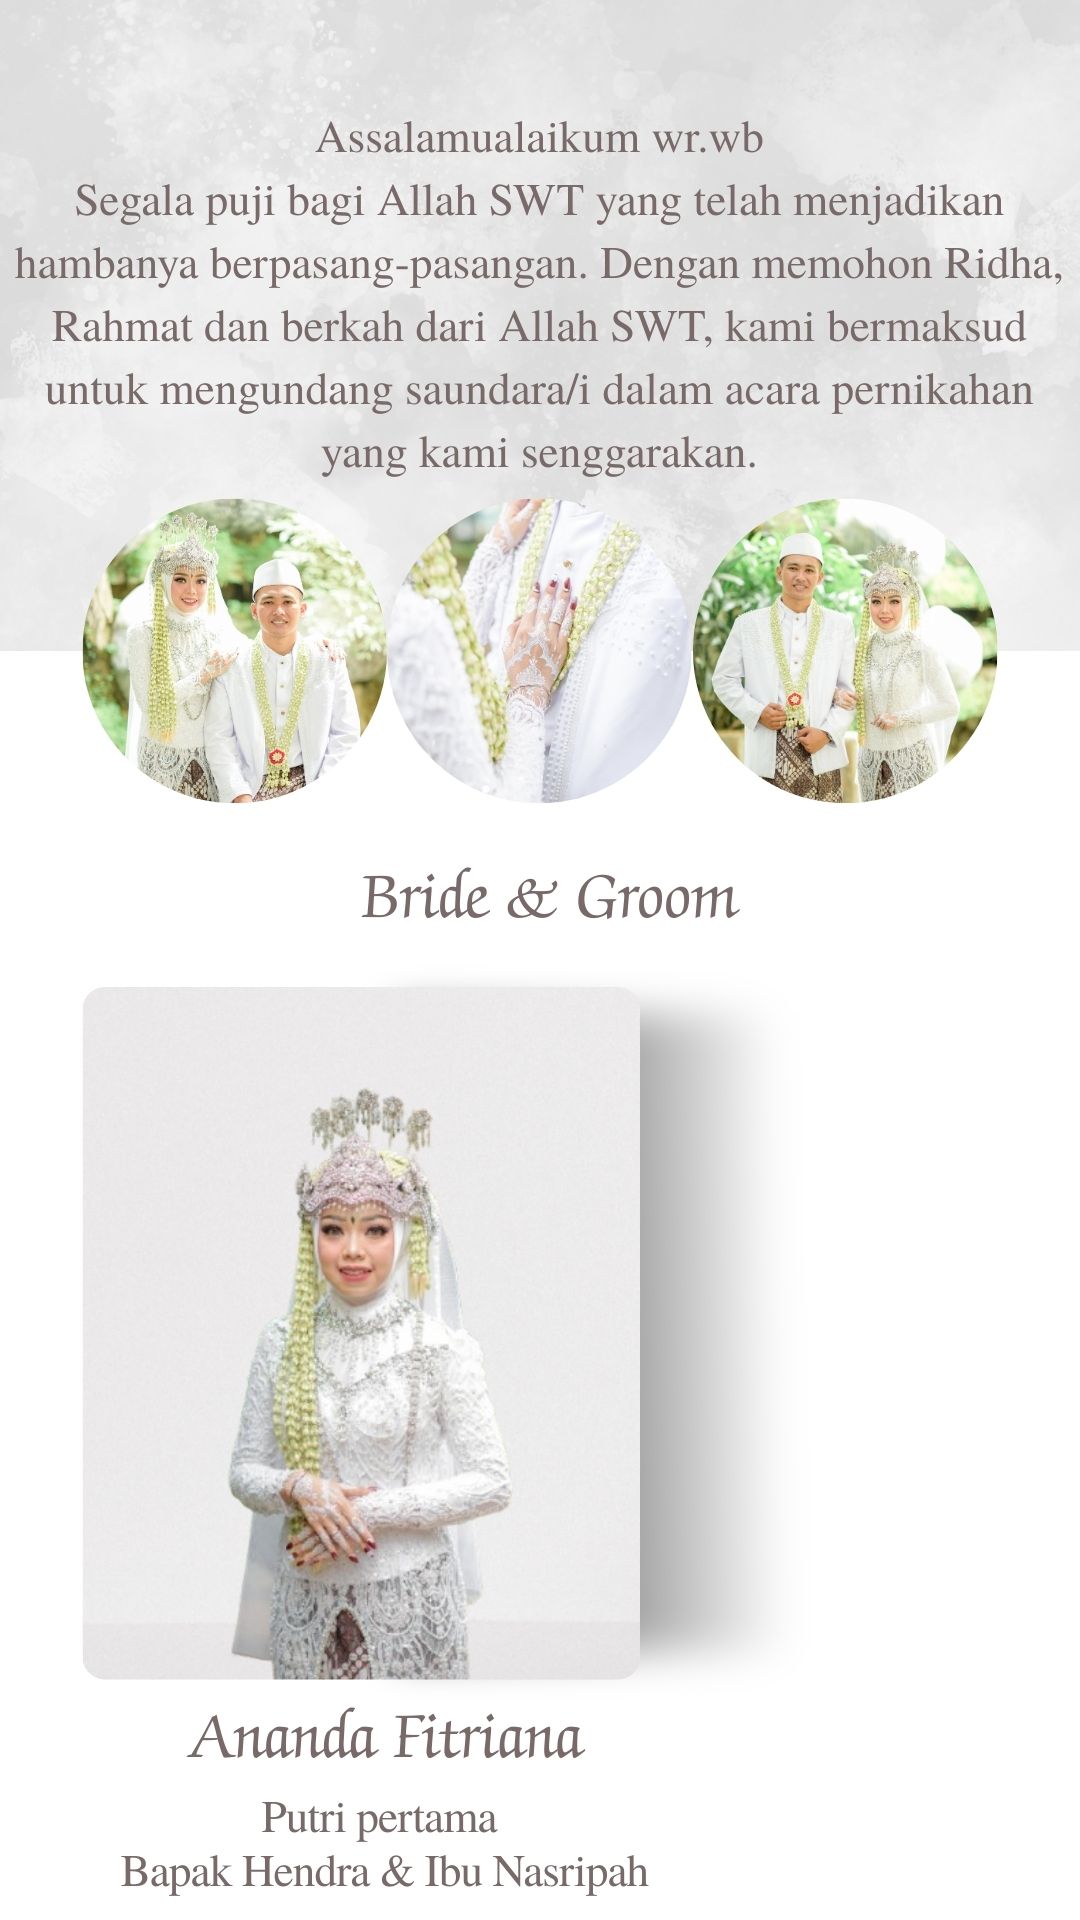 Assalamualaikum wr.wb
Segala puji bagi Allah SWT yang telah menjadikan
hambanya berpasang-pasangan. Dengan memohon Ridha,
Rahmat dan berkah dari Allah SWT, kami bermaksud
untuk mengundang saundara/i dalam acara pernikahan
yang kami senggarakan.
Bride & Groom
Ananda Fitriana
Putri pertama
Bapak Hendra & Ibu Nasripah